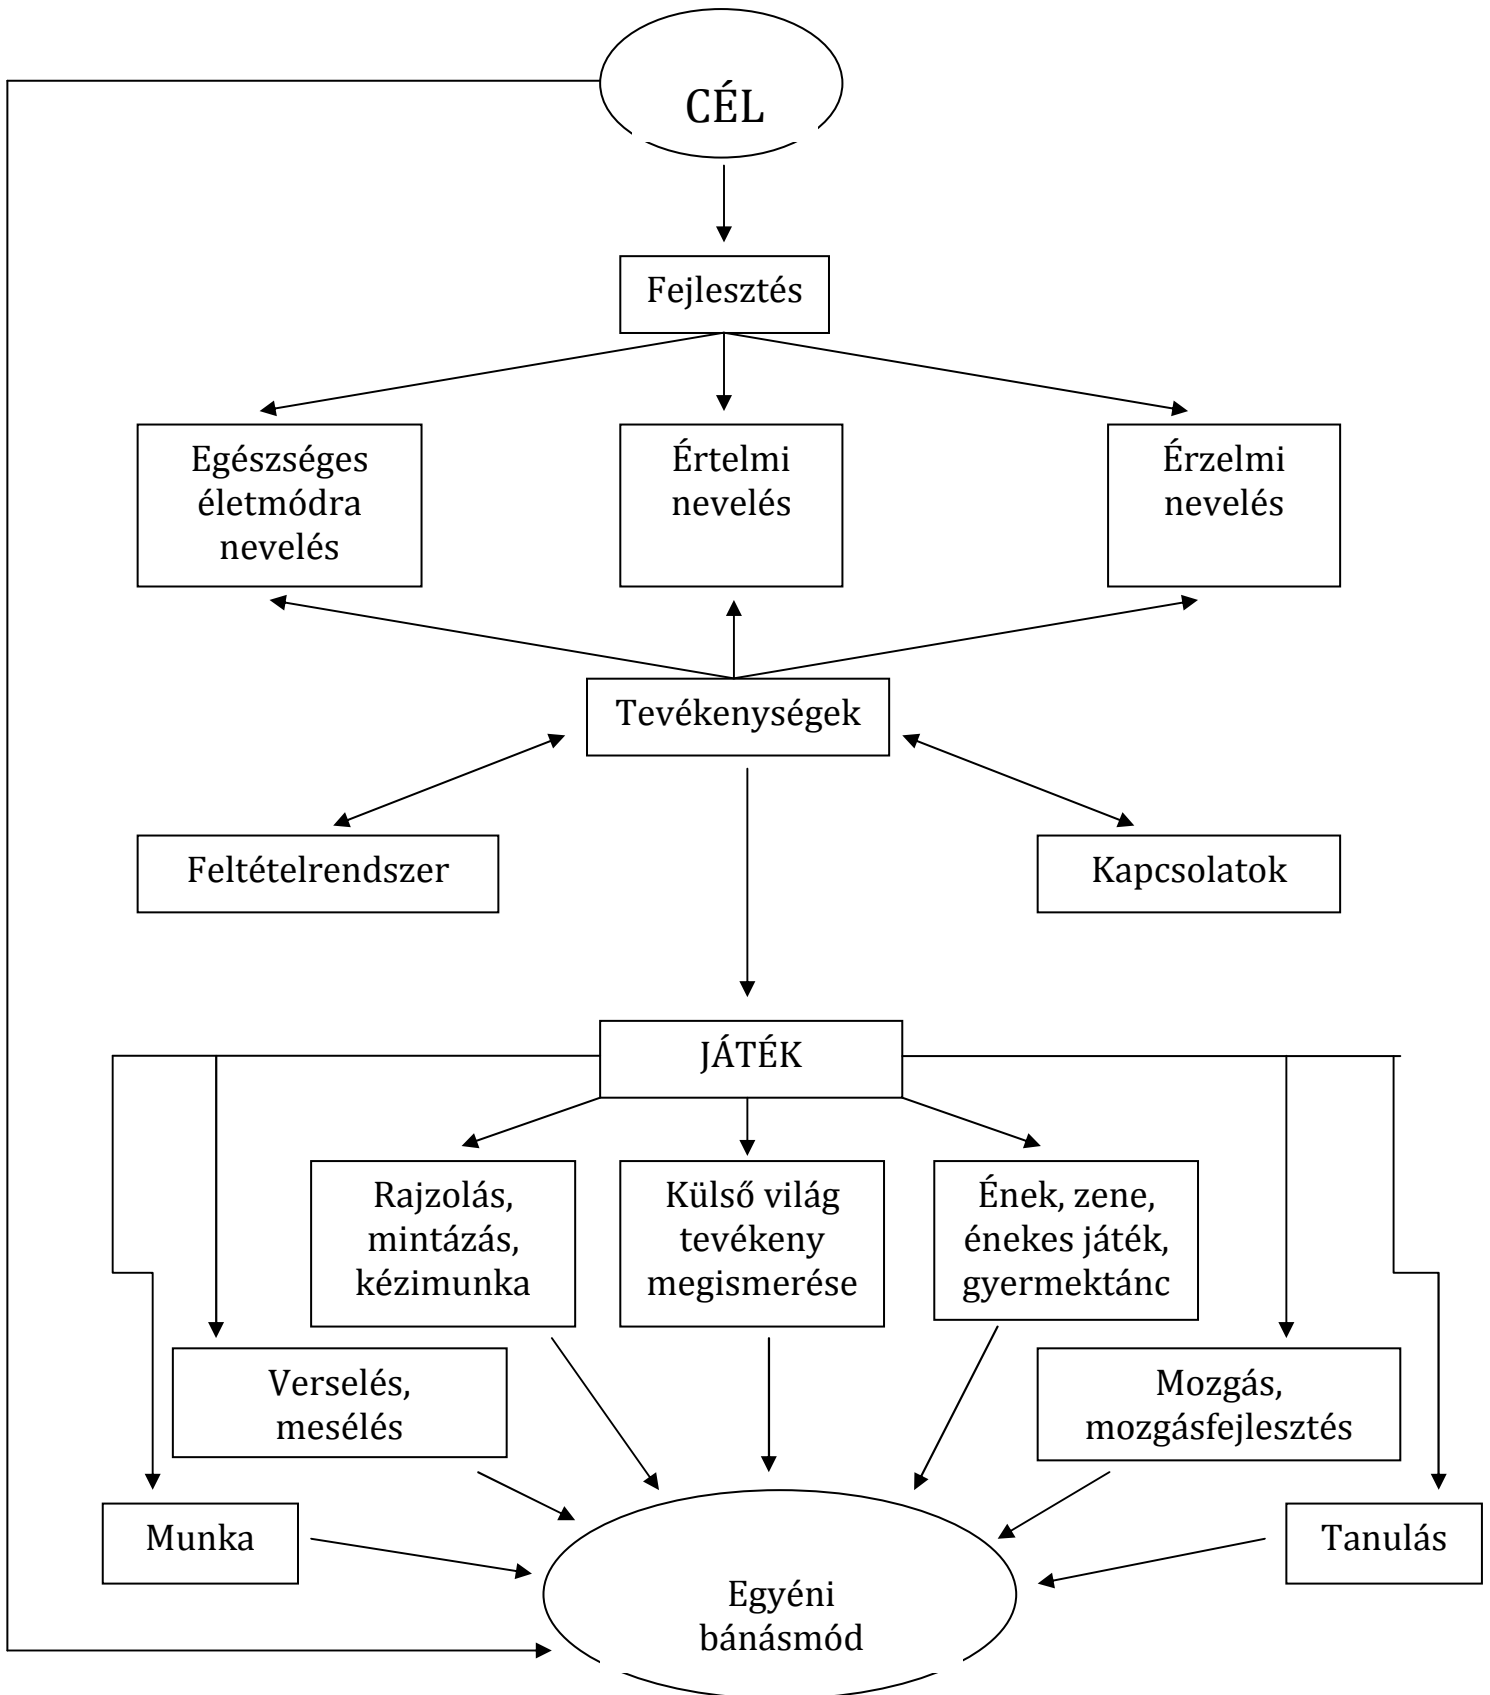 CÉL
Fejlesztés
Egészséges
életmódra
nevelés
Értelmi
nevelés
Érzelmi
nevelés
Tevékenységek
Feltételrendszer
Kapcsolatok
JÁTÉK
Rajzolás,
mintázás,
kézimunka
Külső világ
tevékeny
megismerése
Ének, zene,
énekes játék,
gyermektánc
Verselés,
mesélés
Mozgás,
mozgásfejlesztés
Munka
Tanulás
Egyéni
bánásmód